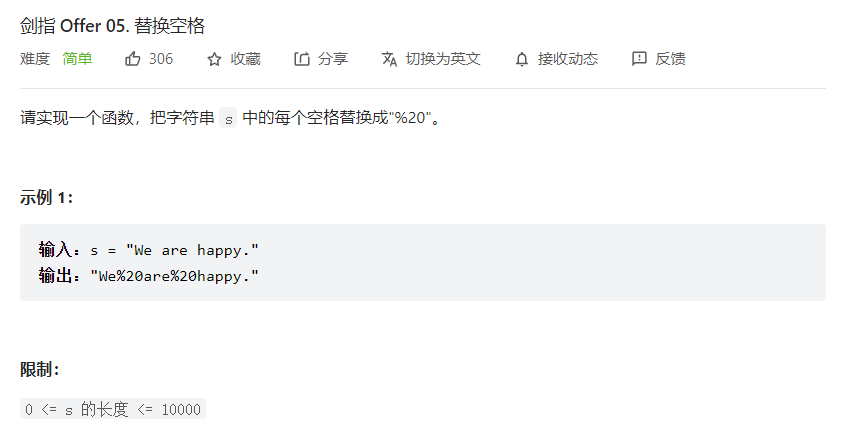 剑指 Offer 05. 替换空格
难度 简单 306 收藏 分享 切换为英文 接收动态 反馈
请实现一个函数，把字符串 s 中的每个空格替换成"%20"。
示例 1：
输入：s = "We are happy."
输出："We%20are%20happy."
限制：
0 <= s 的长度 <= 10000